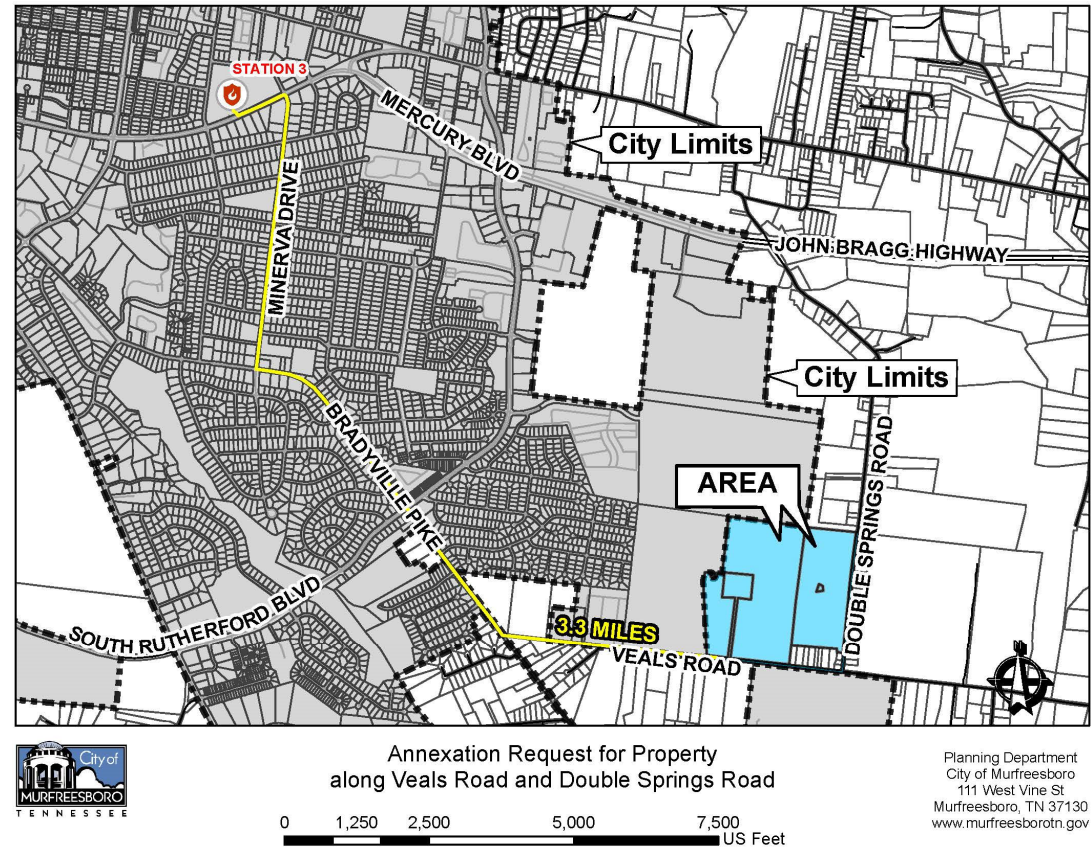 STATION 3
MERCURY BLVD
City Limits
MINERVA DRIVE
JOHN BRAGG HIGHWAY
City Limits
BRADYVILLE PIKE
AREA
DOUBLE SPRINGS ROAD
SOUTH RUTHERFORD BLVD
3.3 MILES
VEALS ROAD
N
City of
MURFREESBORO
TENNESSEE
Annexation Request for Property
along Veals Road and Double Springs Road
0 1,250 2,500 5,000 7,500
US Feet
Planning Department
City of Murfreesboro
111 West Vine St
Murfreesboro, TN 37130
www.murfreesborotn.gov